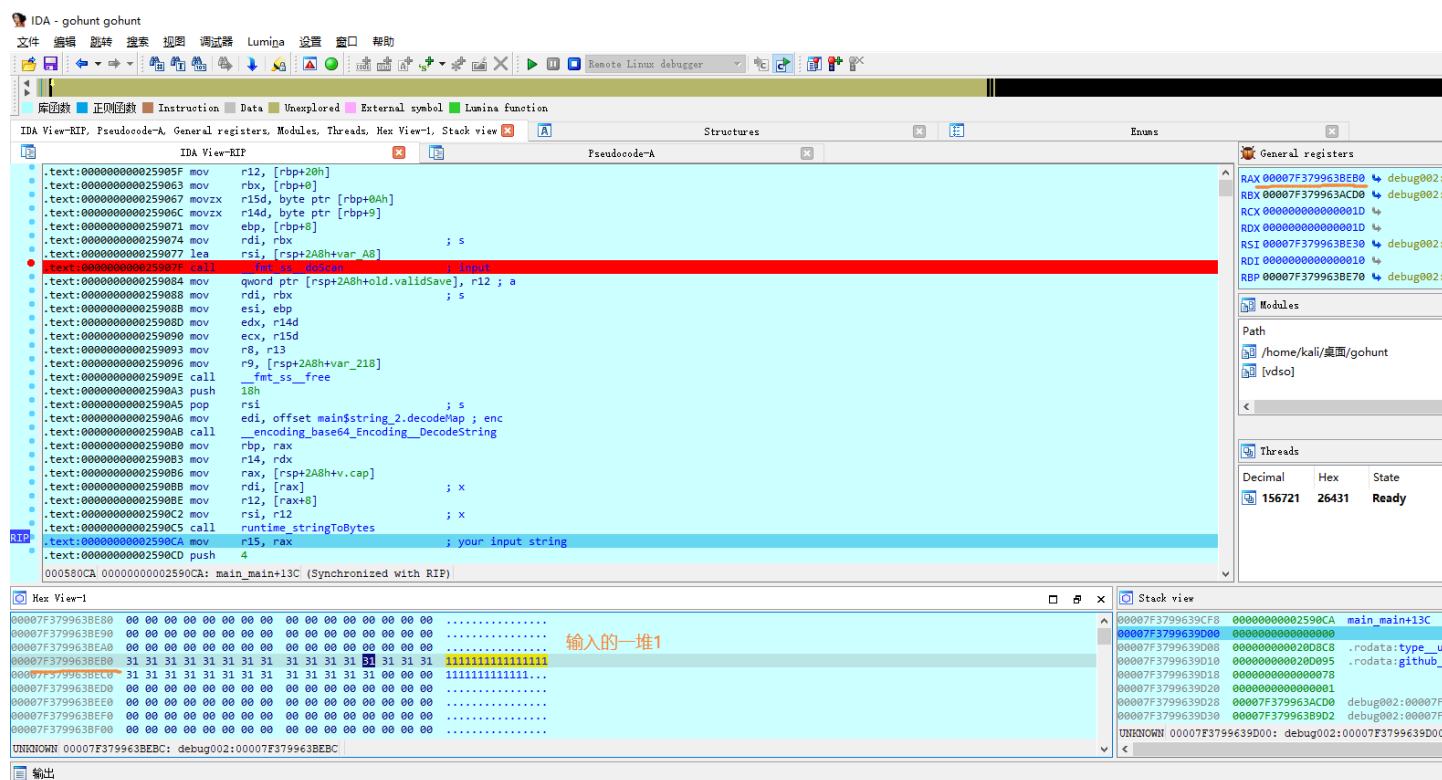 IDA - gohunt gohunt
文件 编辑 跳转 搜索 视图 调试器 Lumina 设置 窗口 帮助
Remote Linux debugger
库函数 正则函数 Instruction Data Unexplored External symbol Lumina function
IDA View-RIP, Pseudocode-A, General registers, Modules, Threads, Hex View-1, Stack view Structures Enums
IDA View-RIP Pseudocode-A
.text:000000000025905F mov r12, [rbp+20h]
.text:0000000000259063 mov rbx, [rbp+0]
.text:0000000000259067 movzx r15d, byte ptr [rbp+0Ah]
.text:000000000025906C movzx r14d, byte ptr [rbp+9]
.text:0000000000259071 mov ebp, [rbp+8]
.text:0000000000259074 mov rdi, rbx ; s
.text:0000000000259077 lea rsi, [rsp+2A8h+var_A8]
.text:000000000025907F call __fmt_ss__doScan ; input
.text:0000000000259084 mov qword ptr [rsp+2A8h+old.validSave], r12 ; a
.text:0000000000259088 mov rdi, rbx ; s
.text:000000000025908B mov esi, ebp
.text:000000000025908D mov edx, r14d
.text:0000000000259090 mov ecx, r15d
.text:0000000000259093 mov r8, r13
.text:0000000000259096 mov r9, [rsp+2A8h+var_218]
.text:000000000025909E call __fmt_ss__free
.text:00000000002590A3 push 18h
.text:00000000002590A5 pop rsi ; s
.text:00000000002590A6 mov edi, offset main$string_2.decodeMap ; enc
.text:00000000002590AB call __encoding_base64_Encoding__DecodeString
.text:00000000002590B0 mov rbp, rax
.text:00000000002590B3 mov r14, rdx
.text:00000000002590B6 mov rax, [rsp+2A8h+v.cap]
.text:00000000002590BB mov rdi, [rax] ; x
.text:00000000002590BE mov r12, [rax+8]
.text:00000000002590C2 mov rsi, r12 ; x
.text:00000000002590C5 call runtime_stringToBytes
RIP .text:00000000002590CA mov r15, rax ; your input string
.text:00000000002590CD push 4
000580CA 00000000002590CA: main_main+13C (Synchronized with RIP)
General registers
RAX 00007F379963BEB0 debug002:
RBX 00007F379963ACD0 debug002:
RCX 000000000000001D
RDX 000000000000001D
RSI 00007F379963BE30 debug002:
RDI 0000000000000010
RBP 00007F379963BE70 debug002:
Modules
Path
/home/kali/桌面/gohunt
[vdso]
Threads
Decimal Hex State
156721 26431 Ready
Hex View-1
00007F379963BE80 00 00 00 00 00 00 00 00 00 00 00 00 00 00 00 00 ................
00007F379963BE90 00 00 00 00 00 00 00 00 00 00 00 00 00 00 00 00 ................
00007F379963BEA0 00 00 00 00 00 00 00 00 00 00 00 00 00 00 00 00 ................
00007F379963BEB0 31 31 31 31 31 31 31 31 31 31 31 31 31 31 31 31 1111111111111111
00007F379963BEC0 31 31 31 31 31 31 31 31 31 31 31 31 31 00 00 00 1111111111111...
00007F379963BED0 00 00 00 00 00 00 00 00 00 00 00 00 00 00 00 00 ................
00007F379963BEE0 00 00 00 00 00 00 00 00 00 00 00 00 00 00 00 00 ................
00007F379963BEF0 00 00 00 00 00 00 00 00 00 00 00 00 00 00 00 00 ................
00007F379963BF00 00 00 00 00 00 00 00 00 00 00 00 00 00 00 00 00 ................
输入的一堆1
UNKNOWN 00007F379963BEBC: debug002:00007F379963BEBC
Stack view
00007F3799639CF8 00000000002590CA main_main+13C
00007F3799639D00 0000000000000000
00007F3799639D08 000000000020D8C8 .rodata:type__u
00007F3799639D10 000000000020D095 .rodata:github_
00007F3799639D18 0000000000000078
00007F3799639D20 0000000000000001
00007F3799639D28 00007F379963ACD0 debug002:00007F
00007F3799639D30 00007F379963B9D2 debug002:00007F
UNKNOWN 00007F3799639D00: debug002:00007F3799639D00
输出